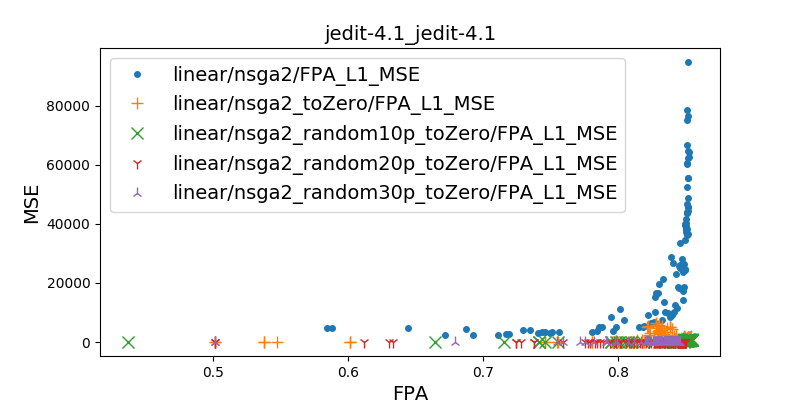 jedit-4.1_jedit-4.1
linear/nsga2/FPA_L1_MSE
linear/nsga2_toZero/FPA_L1_MSE
linear/nsga2_random10p_toZero/FPA_L1_MSE
linear/nsga2_random20p_toZero/FPA_L1_MSE
linear/nsga2_random30p_toZero/FPA_L1_MSE
MSE
80000
60000
40000
20000
0
0.5 0.6 0.7 0.8
FPA